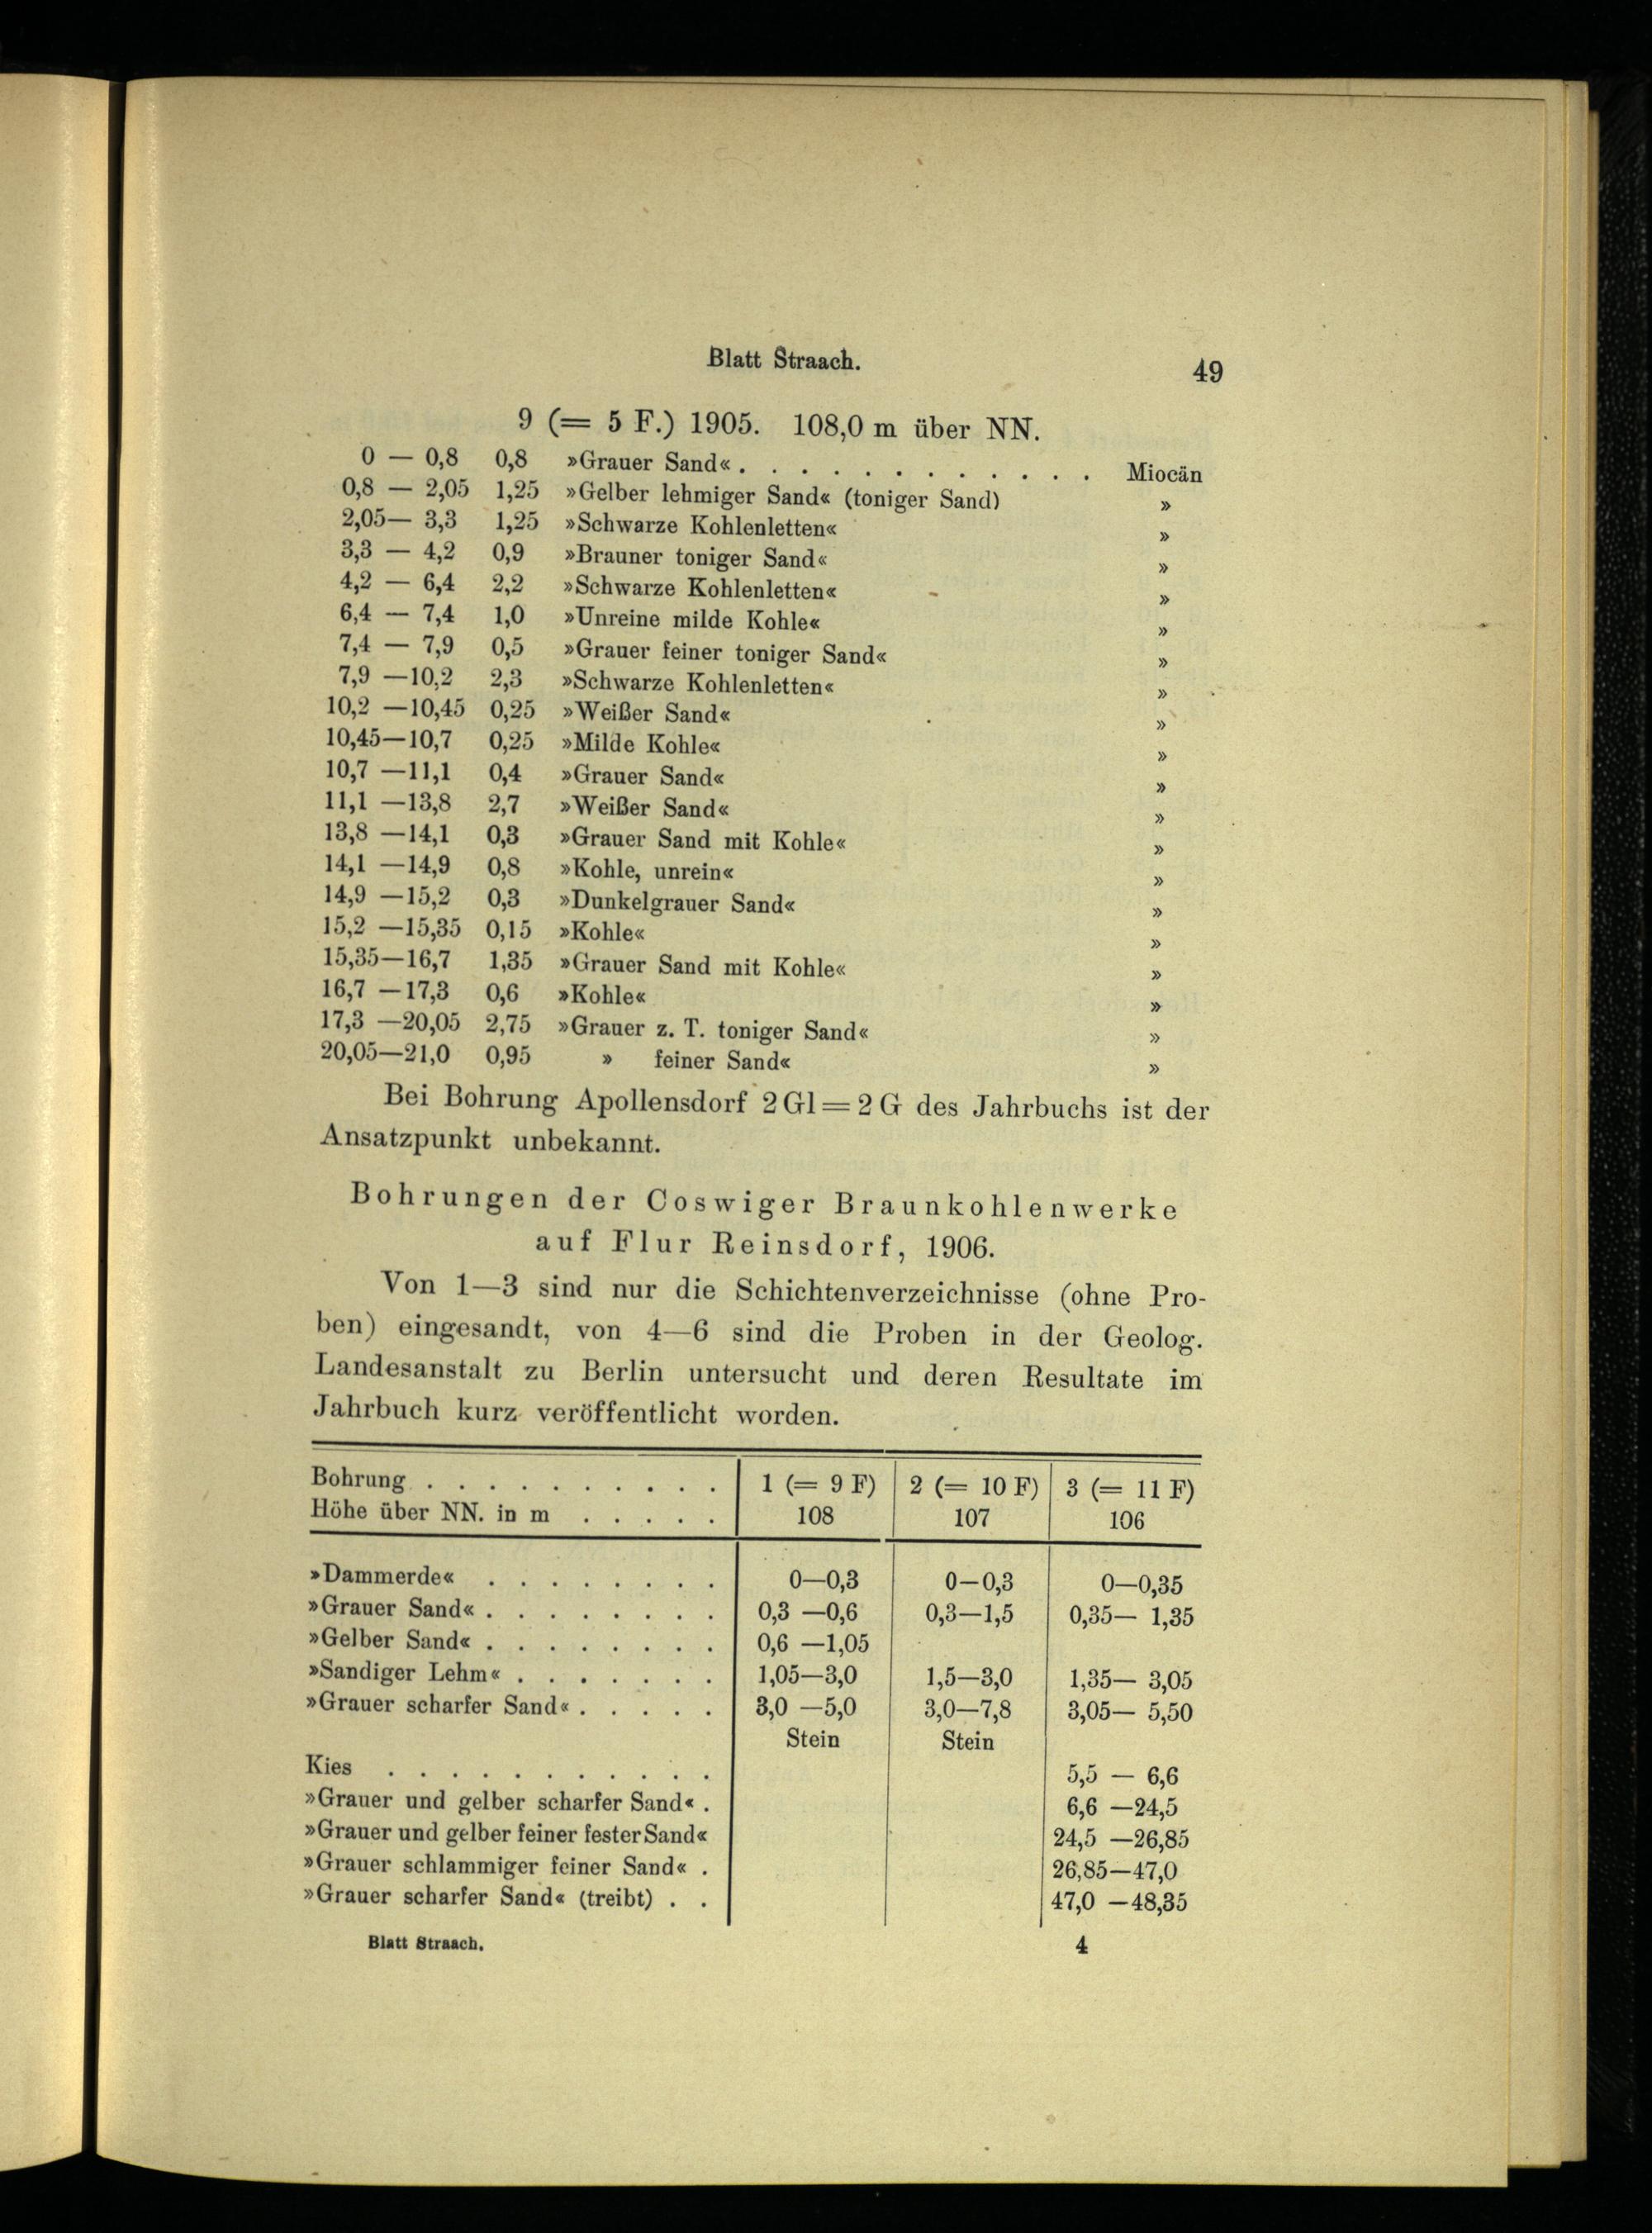 Blatt Straach. 49
9 (= 5 F.) 1905. 108,0 m über NN.
0 — 0,8 0,8 »Grauer Sand« . . . . . . . . . . . . Miocän
0,8 — 2,05 1,25 »Gelber lehmiger Sand« (toniger Sand) »
2,05— 3,3 1,25 »Schwarze Kohlenletten« »
3,3 — 4,2 0,9 »Brauner toniger Sand« »
4,2 — 6,4 2,2 »Schwarze Kohlenletten« »
6,4 — 7,4 1,0 »Unreine milde Kohle« »
7,4 — 7,9 0,5 »Grauer feiner toniger Sand« »
7,9 —10,2 2,3 »Schwarze Kohlenletten« »
10,2 —10,45 0,25 »Weißer Sand« »
10,45—10,7 0,25 »Milde Kohle« »
10,7 —11,1 0,4 »Grauer Sand« »
11,1 —13,8 2,7 »Weißer Sand« »
13,8 —14,1 0,3 »Grauer Sand mit Kohle« »
14,1 —14,9 0,8 »Kohle, unrein« »
14,9 —15,2 0,3 »Dunkelgrauer Sand« »
15,2 —15,35 0,15 »Kohle« »
15,35—16,7 1,35 »Grauer Sand mit Kohle« »
16,7 —17,3 0,6 »Kohle« »
17,3 —20,05 2,75 »Grauer z. T. toniger Sand« »
20,05—21,0 0,95 » feiner Sand« »
Bei Bohrung Apollensdorf 2 Gl = 2 G des Jahrbuchs ist der
Ansatzpunkt unbekannt.
Bohrungen der Coswiger Braunkohlenwerke
auf Flur Reinsdorf, 1906.
Von 1—3 sind nur die Schichtenverzeichnisse (ohne Pro-
ben) eingesandt, von 4—6 sind die Proben in der Geolog.
Landesanstalt zu Berlin untersucht und deren Resultate im
Jahrbuch kurz veröffentlicht worden.
Bohrung . . . . . . . . . . 1 (= 9 F) 2 (= 10 F) 3 (= 11 F)
Höhe über NN. in m . . . . . 108 107 106
»Dammerde« . . . . . . . . 0—0,3 0—0,3 0—0,35
»Grauer Sand« . . . . . . . . 0,3 —0,6 0,3—1,5 0,35— 1,35
»Gelber Sand« . . . . . . . . 0,6 —1,05
»Sandiger Lehm« . . . . . . . 1,05—3,0 1,5—3,0 1,35— 3,05
»Grauer scharfer Sand« . . . . . 3,0 —5,0 3,0—7,8 3,05— 5,50
Stein Stein
Kies . . . . . . . . . . . 5,5 — 6,6
»Grauer und gelber scharfer Sand« . 6,6 —24,5
»Grauer und gelber feiner fester Sand« 24,5 —26,85
»Grauer schlammiger feiner Sand« . 26,85—47,0
»Grauer scharfer Sand« (treibt) . . 47,0 —48,35
Blatt Straach. 4